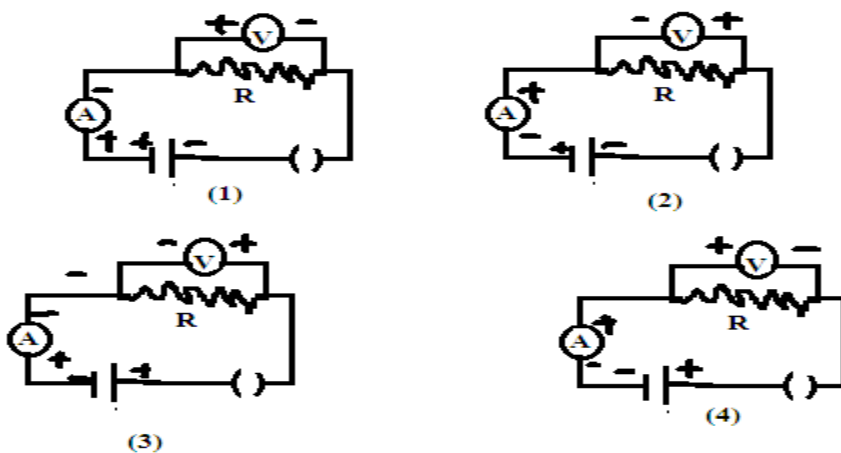 + - - +
V V
R R
- +
A A
+ + - - + -
( ) ( )
(1) (2)
- + + -
- V V
R R
- +
A A
+ - + - - +
( ) ( )
(3) (4)